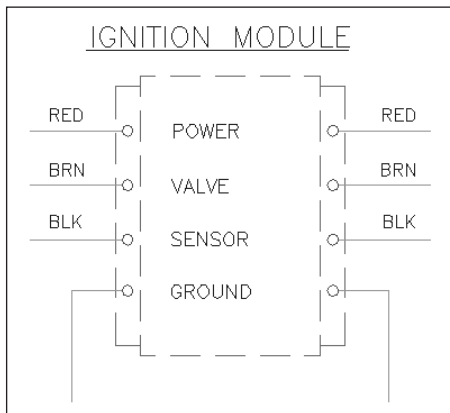 IGNITION MODULE
RED POWER RED
BRN VALVE BRN
BLK SENSOR BLK
GROUND